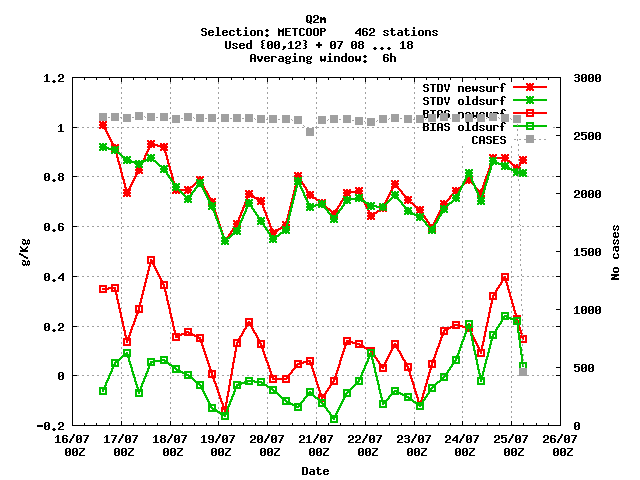 Q2m
Selection: METCOOP    462 stations
Used {00,12} + 07 08 ... 18
Averaging window:  6h
STDV newsurf
STDV oldsurf
BIAS newsurf
BIAS oldsurf
CASES
1.2
1
0.8
0.6
0.4
0.2
0
-0.2
g/Kg
3000
2500
2000
1500
1000
500
0
No cases
16/07 17/07 18/07 19/07 20/07 21/07 22/07 23/07 24/07 25/07 26/07
00Z 00Z 00Z 00Z 00Z 00Z 00Z 00Z 00Z 00Z 00Z
Date